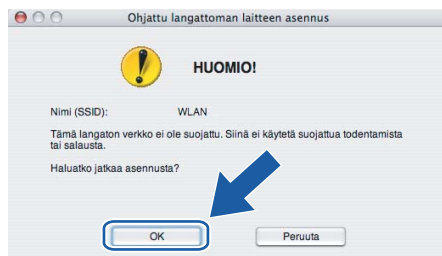 Ohjattu langattoman laitteen asennus
HUOMIO!
Nimi (SSID): WLAN
Tämä langaton verkko ei ole suojattu. Siinä ei käytetä suojattua todentamista
tai salausta.
Haluatko jatkaa asennusta?
OK Peruuta